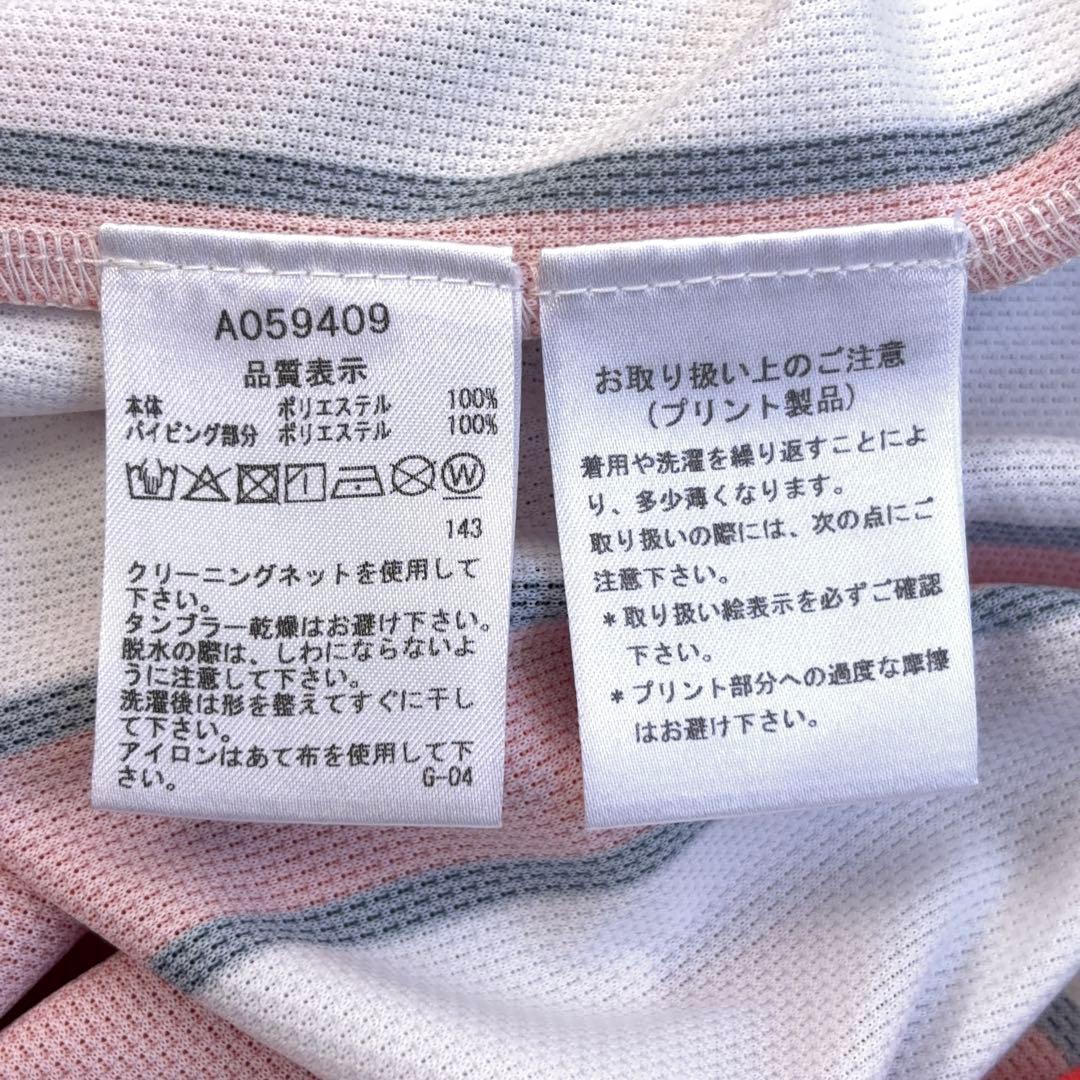 A059409
品質表示
本体 ポリエステル 100%
パイピング部分 ポリエステル 100%
W
143
クリーニングネットを使用して
下さい。
タンブラー乾燥はお避け下さい。
脱水の際は、しわにならないよ
うに注意して下さい。
洗濯後は形を整えてすぐに干し
て下さい。
アイロンはあて布を使用して下
さい。 G-04
お取り扱い上のご注意
(プリント製品)
着用や洗濯を繰り返すことによ
り、多少薄くなります。
取り扱いの際には、次の点にご
注意下さい。
*取り扱い絵表示を必ずご確認
下さい。
*プリント部分への過度な摩擦
はお避け下さい。